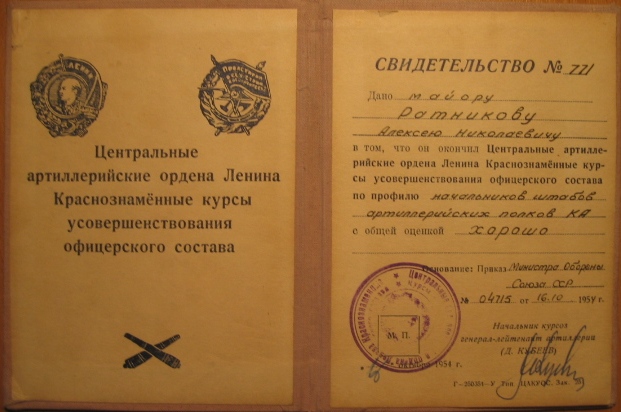 Центральные
артиллерийские ордена Ленина
Краснознамённые курсы
усовершенствования
офицерского состава
СВИДЕТЕЛЬСТВО № 221
Дано майору
Ратникову
Алексею Николаевичу
в том, что он окончил Центральные артилле-
рийские ордена Ленина Краснознамённые кур-
сы усовершенствования офицерского состава
по профилю начальников штабов
артиллерийских полков КА
с общей оценкой хорошо
Основание: Приказ Министра Обороны
Союза ССР
№ 04715 от 16.10 1954 г.
Начальник курсов
генерал-лейтенант артиллерии
М. П.
1954 г.